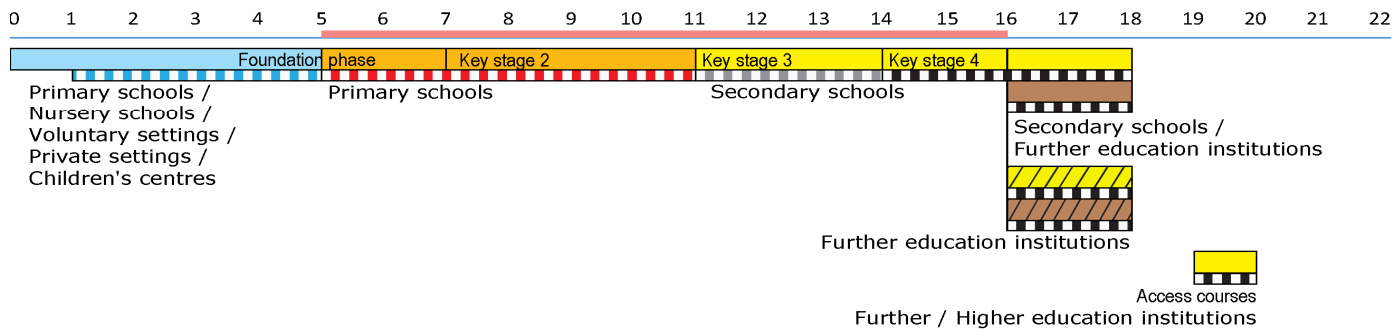 0 1 2 3 4 5 6 7 8 9 10 11 12 13 14 15 16 17 18 19 20 21 22
Foundation phase Key stage 2 Key stage 3 Key stage 4
Primary schools /
Nursery schools /
Voluntary settings /
Private settings /
Children's centres
Primary schools
Secondary schools
Secondary schools /
Further education institutions
Further education institutions
Access courses
Further / Higher education institutions